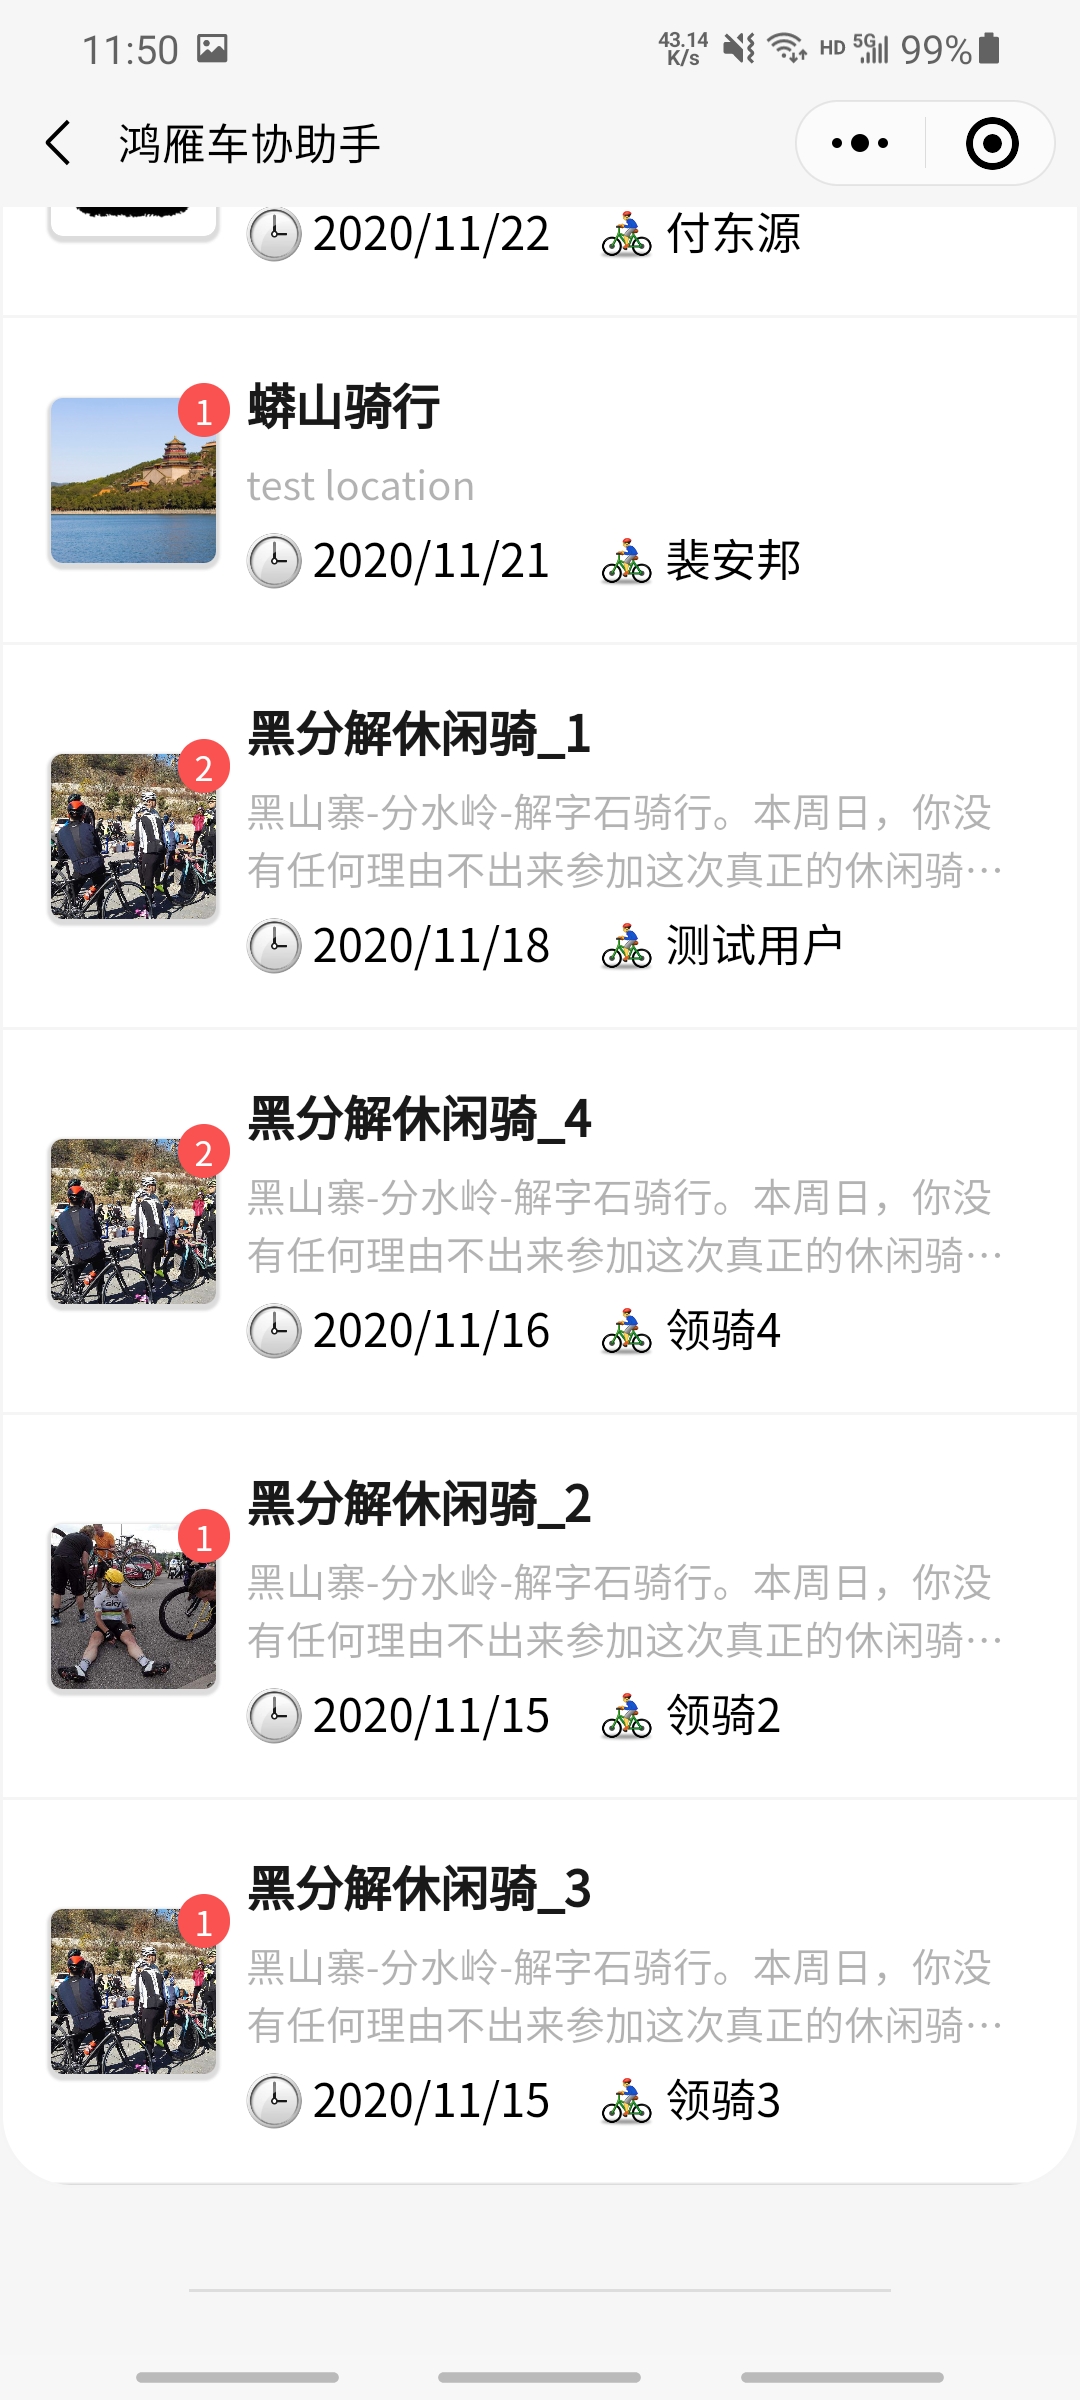 11:50 43.14 K/s HD 5G 99%
鸿雁车协助手
2020/11/22 付东源
1
蟒山骑行
test location
2020/11/21 裴安邦
2
黑分解休闲骑_1
黑山寨-分水岭-解字石骑行。本周日，你没
有任何理由不出来参加这次真正的休闲骑…
2020/11/18 测试用户
2
黑分解休闲骑_4
黑山寨-分水岭-解字石骑行。本周日，你没
有任何理由不出来参加这次真正的休闲骑…
2020/11/16 领骑4
1
黑分解休闲骑_2
黑山寨-分水岭-解字石骑行。本周日，你没
有任何理由不出来参加这次真正的休闲骑…
2020/11/15 领骑2
1
黑分解休闲骑_3
黑山寨-分水岭-解字石骑行。本周日，你没
有任何理由不出来参加这次真正的休闲骑…
2020/11/15 领骑3